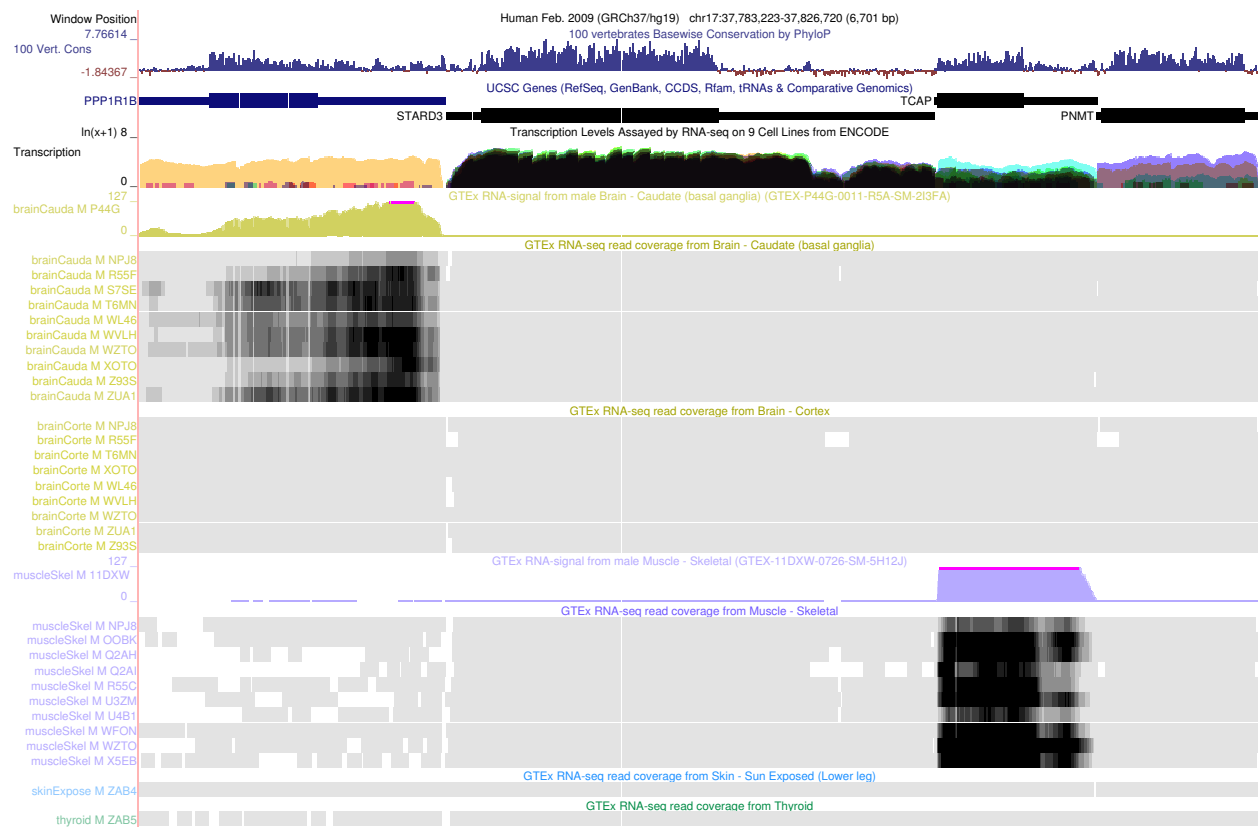 Window Position Human Feb. 2009 (GRCh37/hg19) chr17:37,783,223-37,826,720 (6,701 bp)
7.76614 _ 100 vertebrates Basewise Conservation by PhyloP
100 Vert. Cons
-1.84367 _
UCSC Genes (RefSeq, GenBank, CCDS, Rfam, tRNAs & Comparative Genomics)
PPP1R1B TCAP
STARD3 PNMT
ln(x+1) 8 _ Transcription Levels Assayed by RNA-seq on 9 Cell Lines from ENCODE
Transcription
0 _
127 _ GTEx RNA-signal from male Brain - Caudate (basal ganglia) (GTEX-P44G-0011-R5A-SM-2I3FA)
brainCauda M P44G
0 _
GTEx RNA-seq read coverage from Brain - Caudate (basal ganglia)
brainCauda M NPJ8
brainCauda M R55F
brainCauda M S7SE
brainCauda M T6MN
brainCauda M WL46
brainCauda M WVLH
brainCauda M WZTO
brainCauda M XOTO
brainCauda M Z93S
brainCauda M ZUA1
GTEx RNA-seq read coverage from Brain - Cortex
brainCorte M NPJ8
brainCorte M R55F
brainCorte M T6MN
brainCorte M XOTO
brainCorte M WL46
brainCorte M WVLH
brainCorte M WZTO
brainCorte M ZUA1
brainCorte M Z93S
127 _ GTEx RNA-signal from male Muscle - Skeletal (GTEX-11DXW-0726-SM-5H12J)
muscleSkel M 11DXW
0 _
GTEx RNA-seq read coverage from Muscle - Skeletal
muscleSkel M NPJ8
muscleSkel M OOBK
muscleSkel M Q2AH
muscleSkel M Q2AI
muscleSkel M R55C
muscleSkel M U3ZM
muscleSkel M U4B1
muscleSkel M WFON
muscleSkel M WZTO
muscleSkel M X5EB
GTEx RNA-seq read coverage from Skin - Sun Exposed (Lower leg)
skinExpose M ZAB4
GTEx RNA-seq read coverage from Thyroid
thyroid M ZAB5